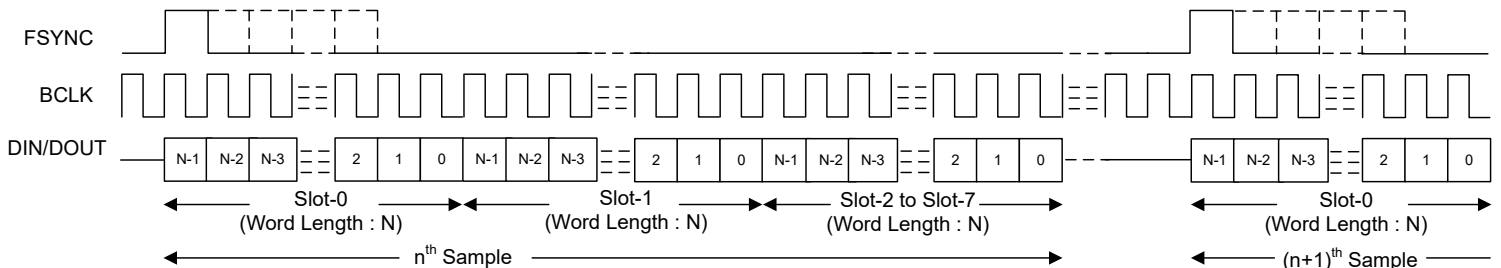 FSYNC
BCLK
DIN/DOUT
N-1 N-2 N-3 2 1 0 N-1 N-2 N-3 2 1 0 N-1 N-2 N-3 2 1 0 N-1 N-2 N-3 2 1 0
Slot-0 Slot-1 Slot-2 to Slot-7 Slot-0
(Word Length : N) (Word Length : N) (Word Length : N) (Word Length : N)
nth Sample (n+1)th Sample